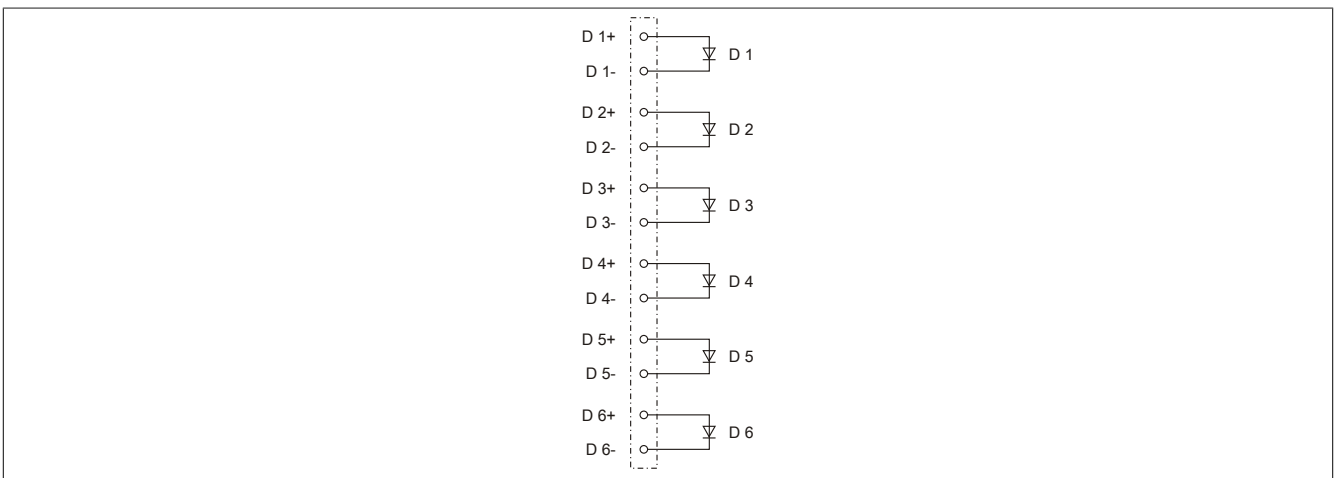 D 1+
D 1
D 1-
D 2+
D 2
D 2-
D 3+
D 3
D 3-
D 4+
D 4
D 4-
D 5+
D 5
D 5-
D 6+
D 6
D 6-